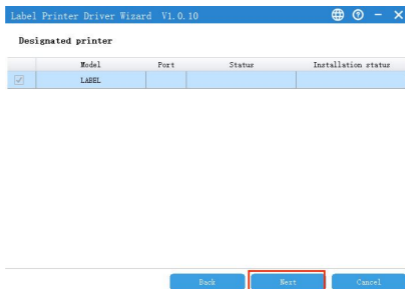 Label Printer Driver Wizard V1.0.10
Designated printer
Model Port Status Installation status
LABEL
Back Next Cancel